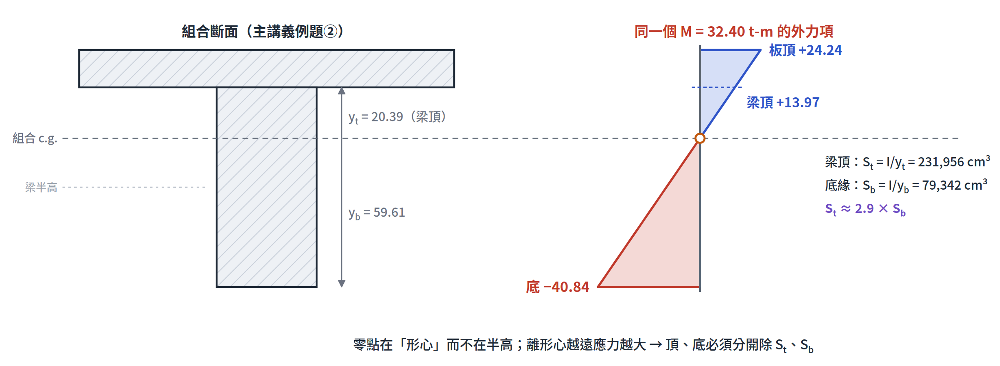 組合斷面（主講義例題②）
同一個 M = 32.40 t-m 的外力項
板頂 +24.24
梁頂 +13.97
yt = 20.39（梁頂）
組合 c.g.
梁頂：St = I/yt = 231,956 cm³
底緣：Sb = I/yb = 79,342 cm³
梁半高
St ≈ 2.9 × Sb
yb = 59.61
底 −40.84
零點在「形心」而不在半高；離形心越遠應力越大 → 頂、底必須分開除 St、Sb